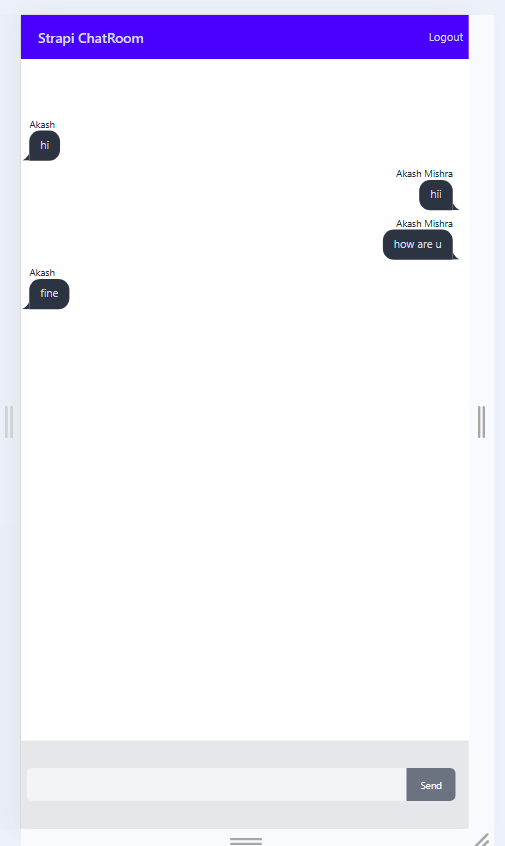 Strapi ChatRoom
Logout
Akash
hi
Akash Mishra
hii
Akash Mishra
how are u
Akash
fine
Send